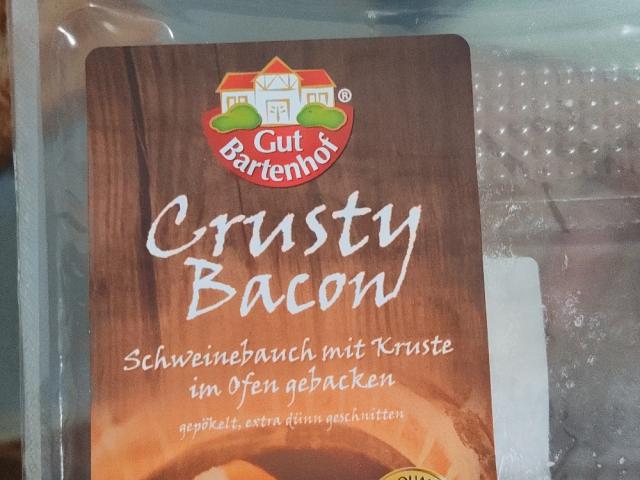 Gut
Bartenhof
®
Crusty
Bacon
Schweinebauch mit Kruste
im Ofen gebacken
gepökelt, extra dünn geschnitten